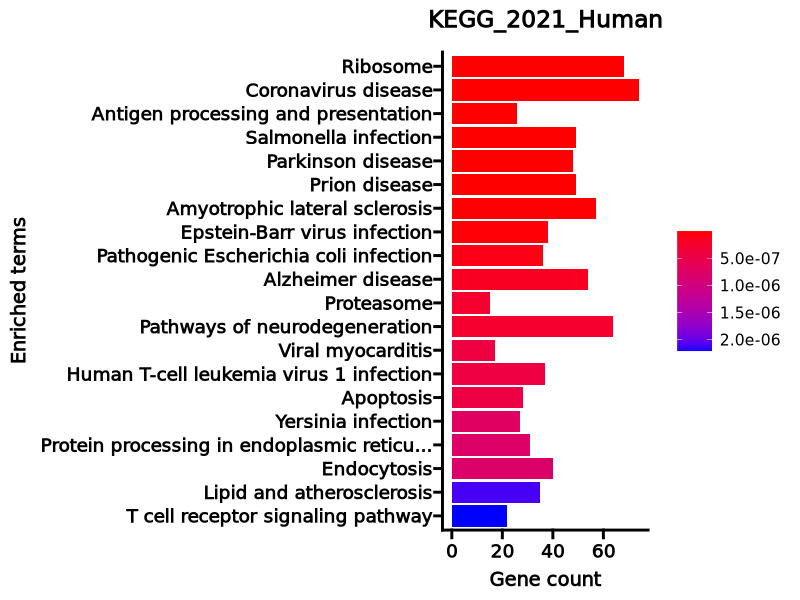 KEGG_2021_Human
Ribosome
Coronavirus disease
Antigen processing and presentation
Salmonella infection
Parkinson disease
Prion disease
Amyotrophic lateral sclerosis
Epstein-Barr virus infection
Pathogenic Escherichia coli infection
Alzheimer disease
Proteasome
Pathways of neurodegeneration
Viral myocarditis
Human T-cell leukemia virus 1 infection
Apoptosis
Yersinia infection
Protein processing in endoplasmic reticu...
Endocytosis
Lipid and atherosclerosis
T cell receptor signaling pathway
Enriched terms
0 20 40 60
Gene count
5.0e-07
1.0e-06
1.5e-06
2.0e-06